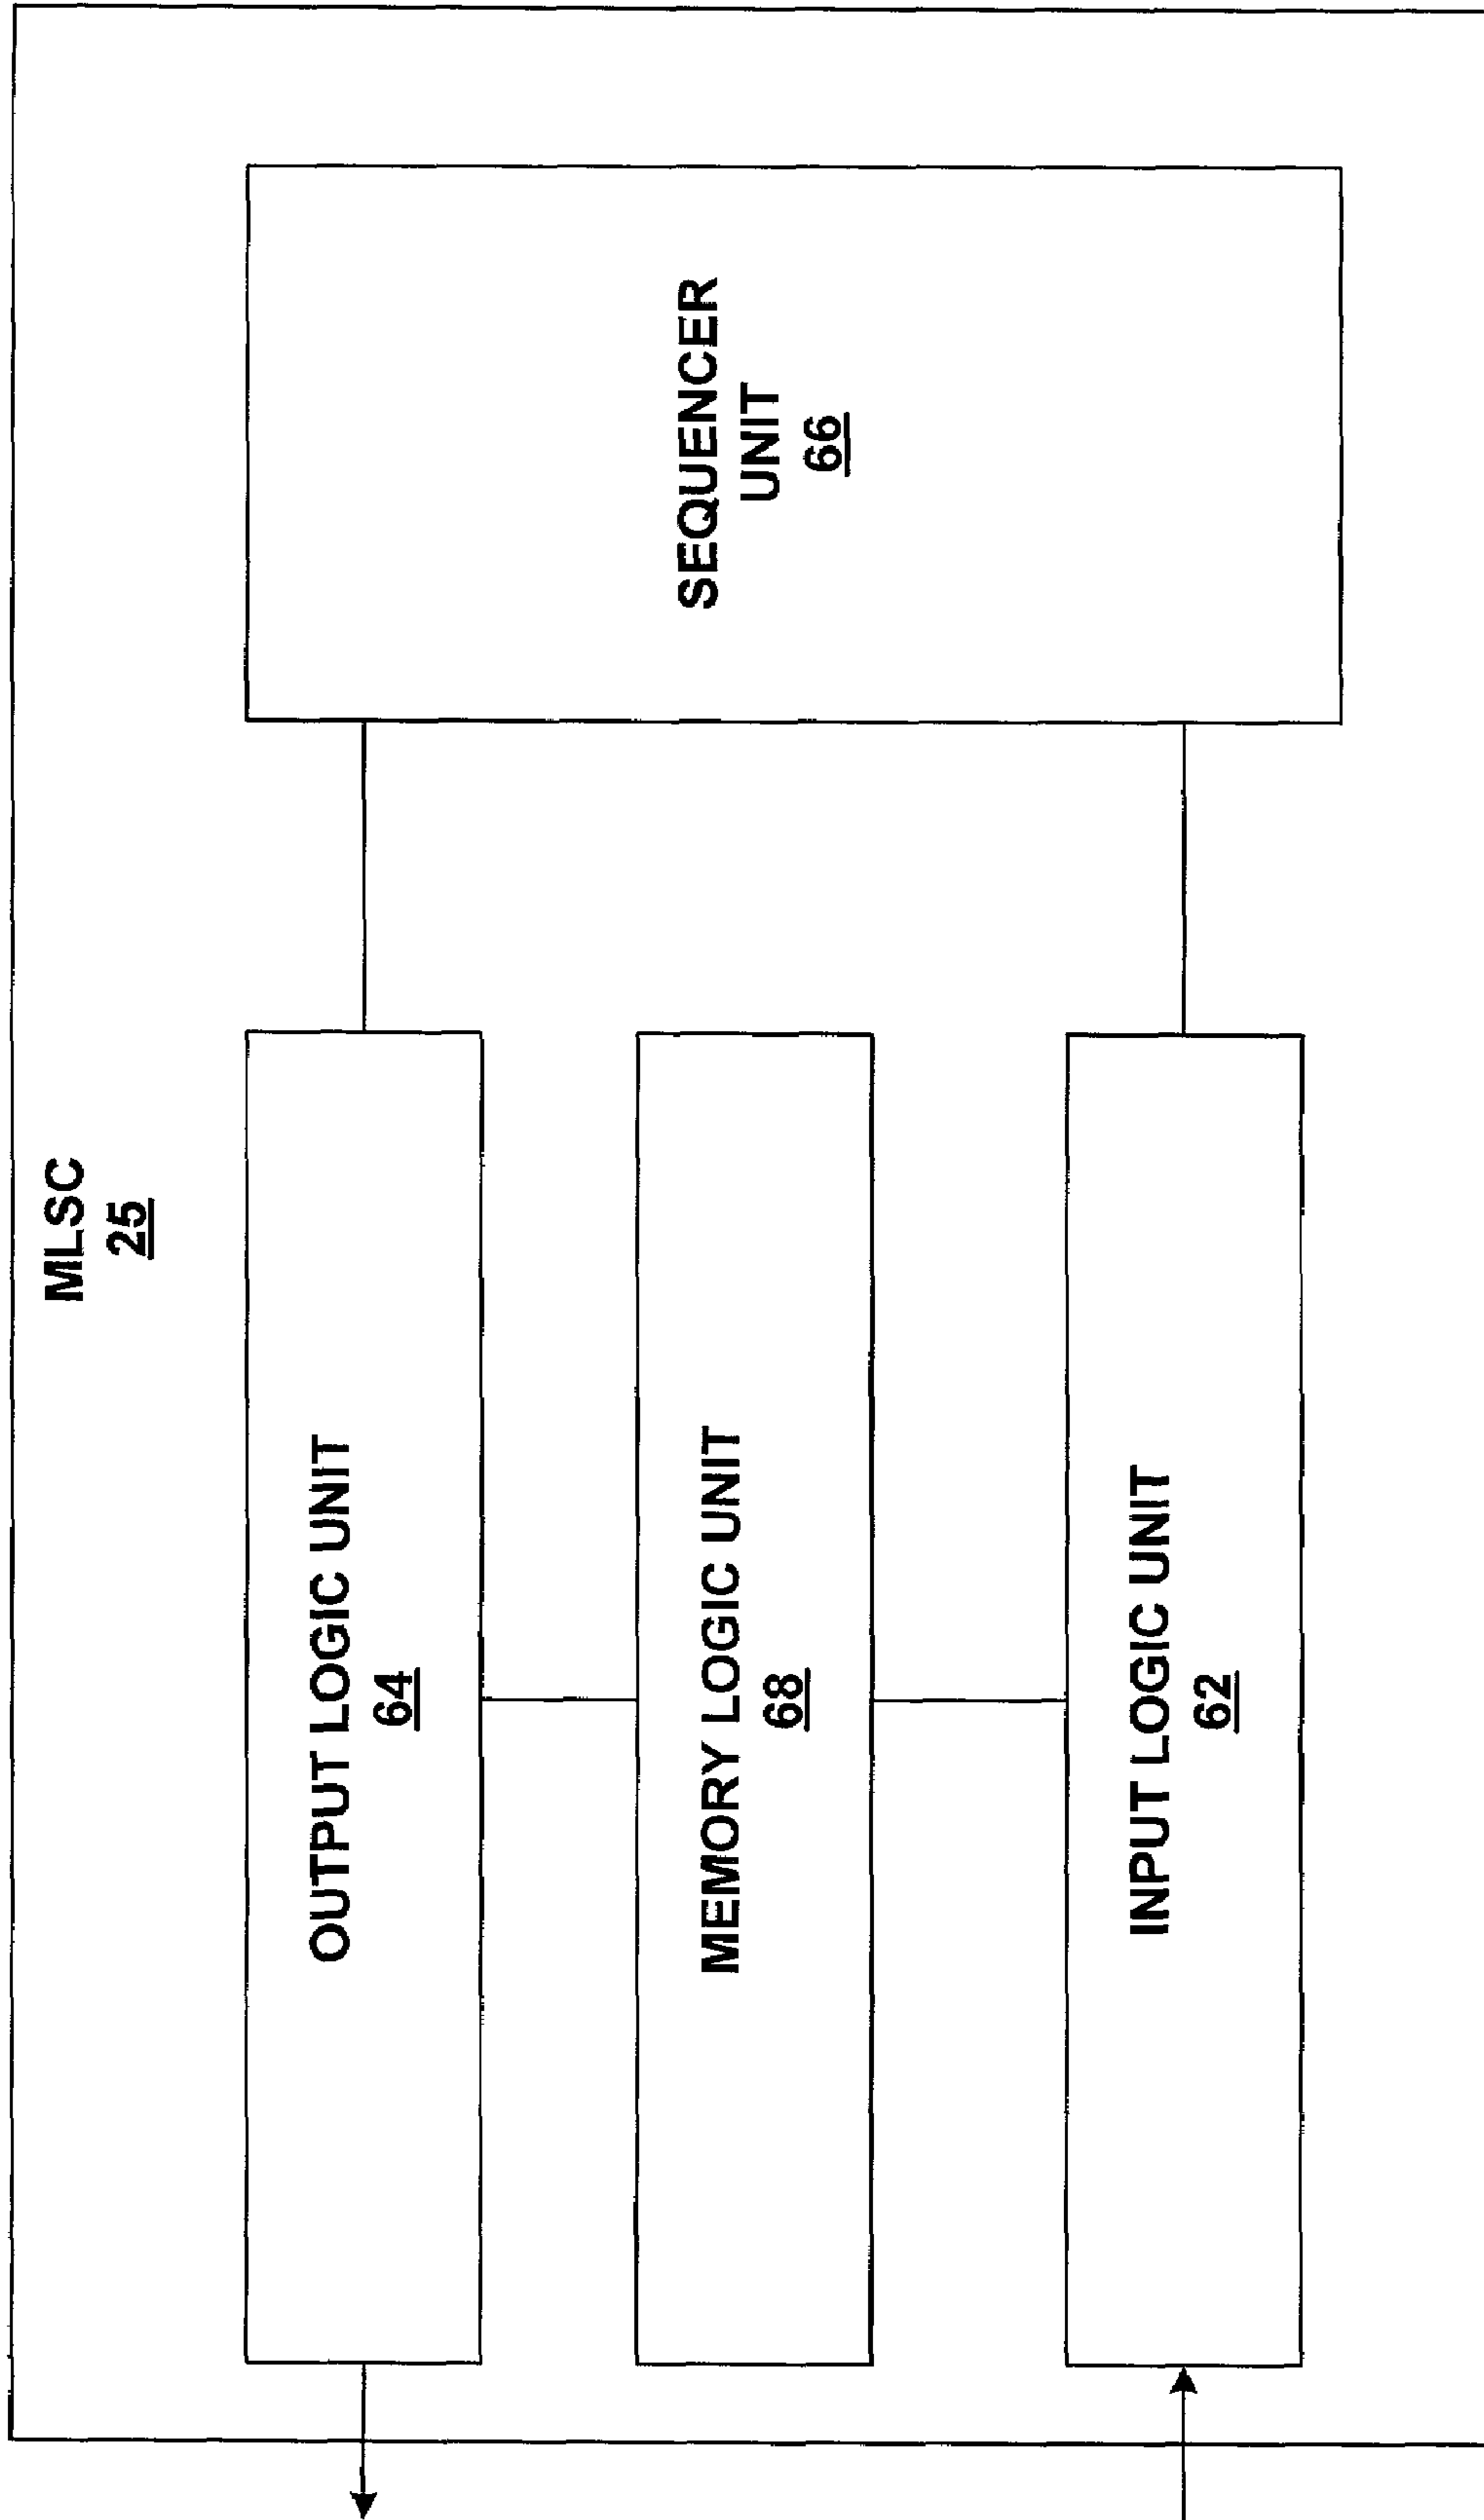 MLSC
25
OUTPUT LOGIC UNIT
64
MEMORY LOGIC UNIT
68
INPUT LOGIC UNIT
62
SEQUENCER
UNIT
66